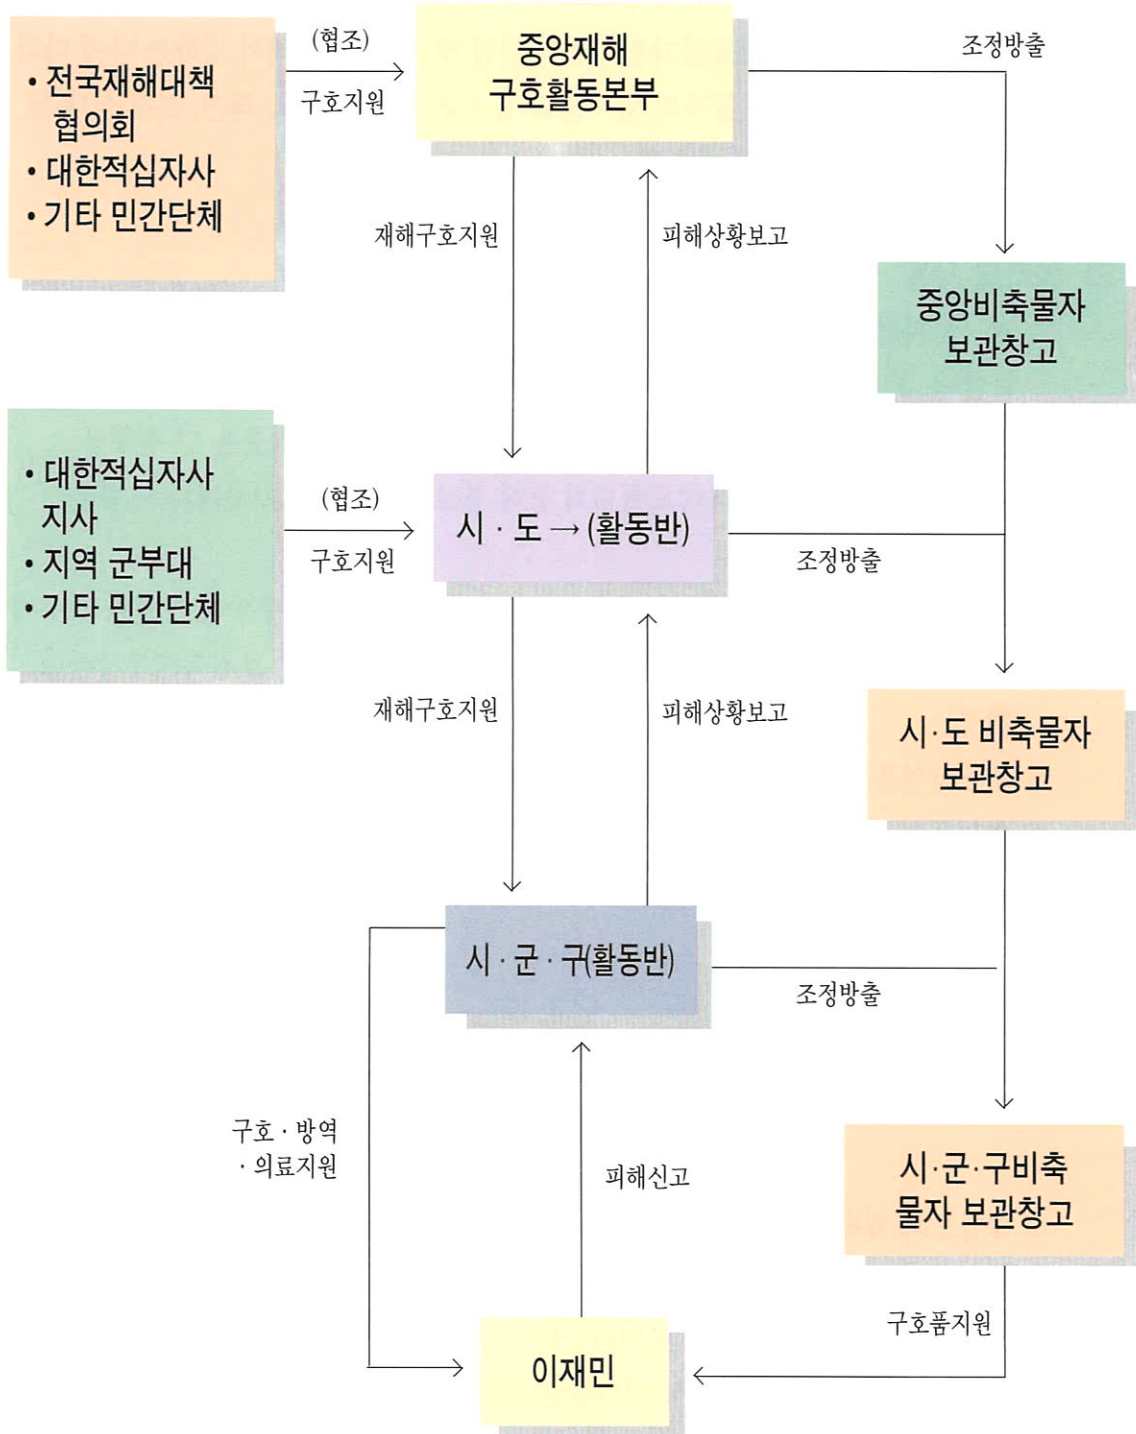 (협조)
구호지원
• 전국재해대책
협의회
• 대한적십자사
• 기타 민간단체
중앙재해
구호활동본부
조정방출
재해구호지원
피해상황보고
중앙비축물자
보관창고
• 대한적십자사
지사
• 지역 군부대
• 기타 민간단체
(협조)
구호지원
시 · 도 → (활동반)
조정방출
재해구호지원
피해상황보고
시·도 비축물자
보관창고
시 · 군 · 구(활동반)
조정방출
구호 · 방역
· 의료지원
피해신고
시·군·구비축
물자 보관창고
구호품지원
이재민